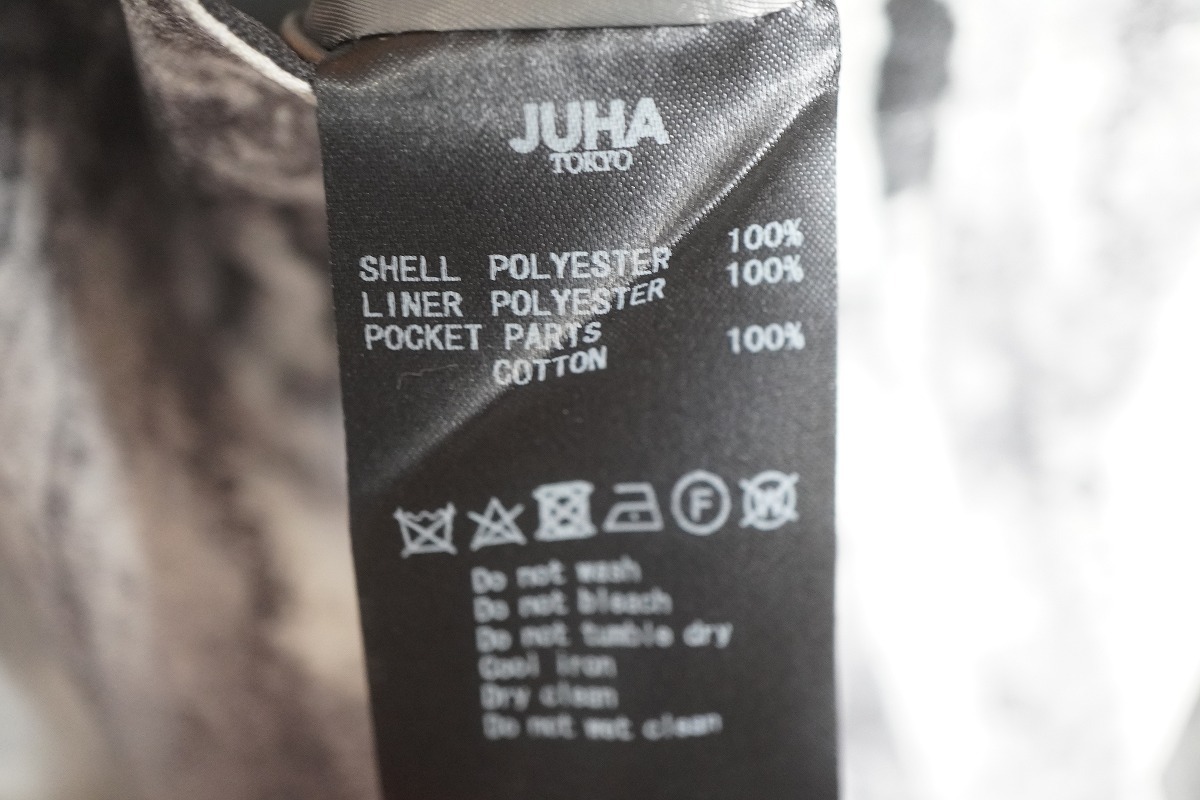 JUHA
TOKYO
SHELL POLYESTER 100%
LINER POLYESTER 100%
POCKET PARTS
COTTON 100%
F
W
Do not wash
Do not bleach
Do not tumble dry
Cool iron
Dry clean
Do not wet clean